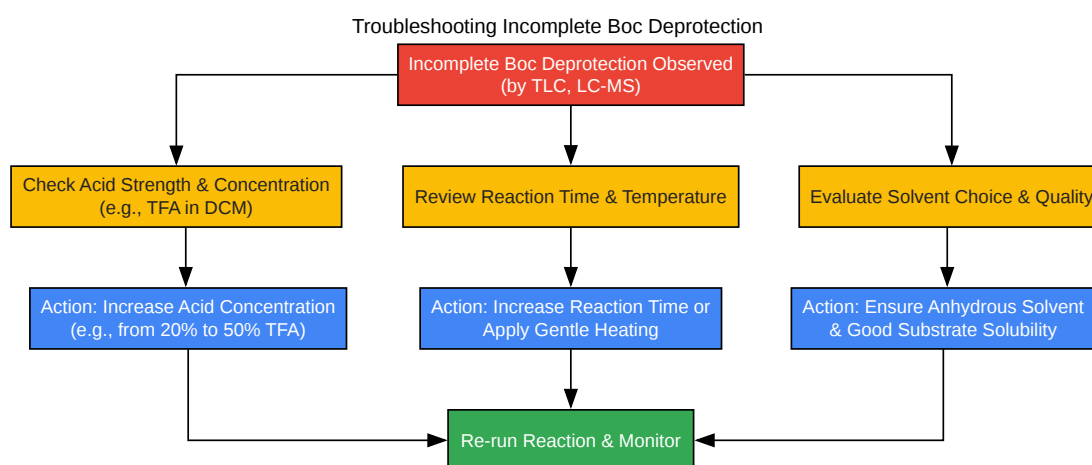 Troubleshooting Incomplete Boc Deprotection
Incomplete Boc Deprotection Observed
(by TLC, LC-MS)
Check Acid Strength & Concentration
(e.g., TFA in DCM)
Review Reaction Time & Temperature
Evaluate Solvent Choice & Quality
Action: Increase Acid Concentration
(e.g., from 20% to 50% TFA)
Action: Increase Reaction Time or
Apply Gentle Heating
Action: Ensure Anhydrous Solvent
& Good Substrate Solubility
Re-run Reaction & Monitor